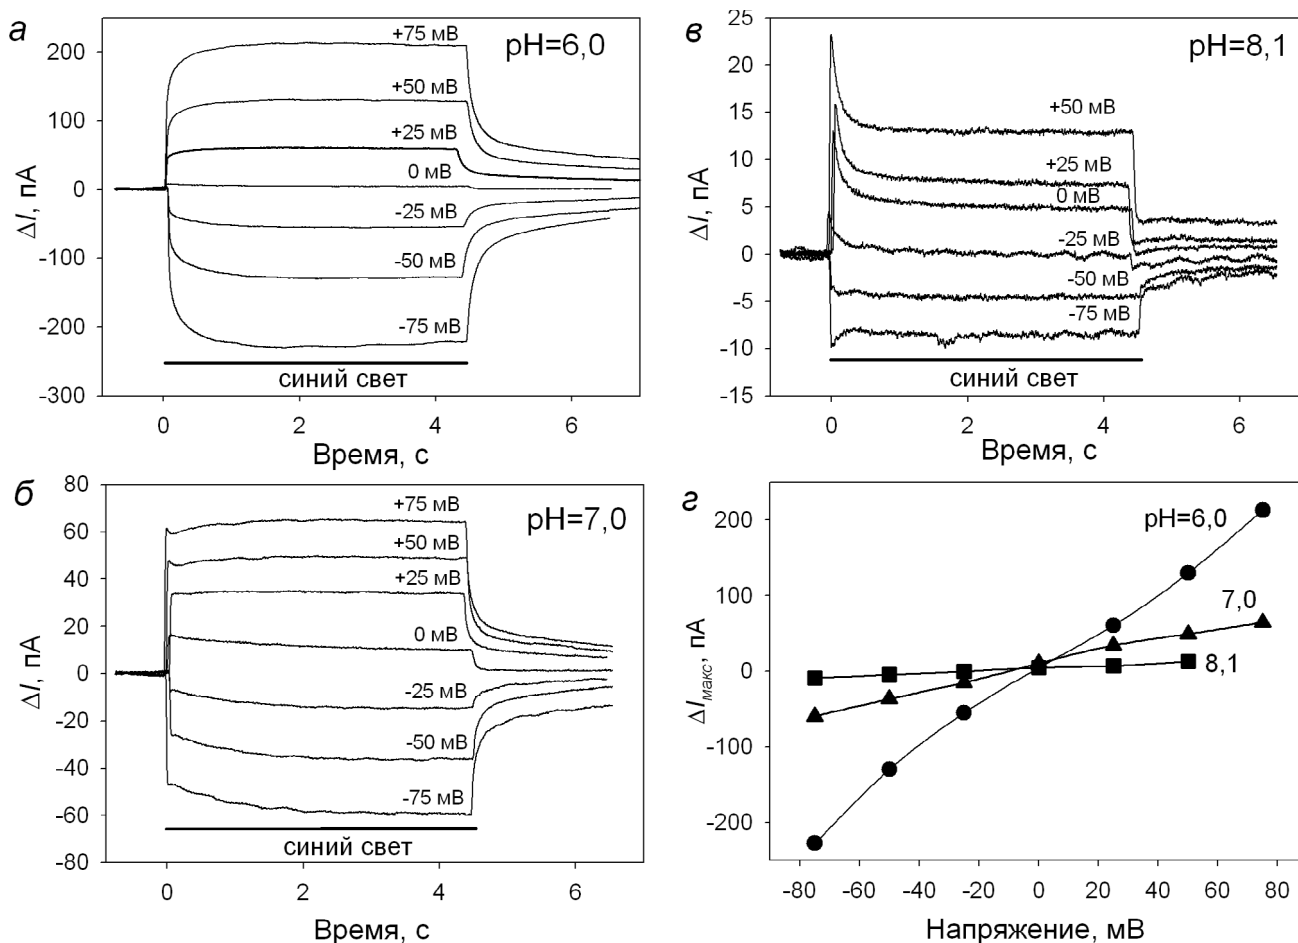 а
pH=6,0
ΔI, пА
200
100
0
-100
-200
-300
+75 мВ
+50 мВ
+25 мВ
0 мВ
-25 мВ
-50 мВ
-75 мВ
синий свет
0 2 4 6
Время, с
в
pH=8,1
ΔI, пА
25
20
15
10
5
0
-5
-10
-15
+50 мВ
+25 мВ
0 мВ
-25 мВ
-50 мВ
-75 мВ
синий свет
0 2 4 6
Время, с
б
pH=7,0
ΔI, пА
80
60
40
20
0
-20
-40
-60
-80
+75 мВ
+50 мВ
+25 мВ
0 мВ
-25 мВ
-50 мВ
-75 мВ
синий свет
0 2 4 6
Время, с
г
ΔIмакс, пА
200
100
0
-100
-200
pH=6,0
7,0
8,1
-80 -60 -40 -20 0 20 40 60 80
Напряжение, мВ